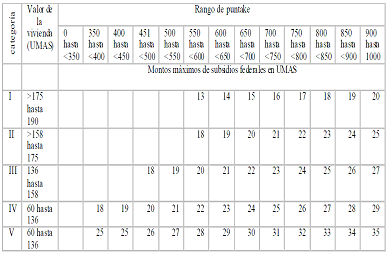 categoria
Valor de la vivienda (UMAS)
Rango de puntake
0 hasta <350
350 hasta <400
400 hasta <450
451 hasta <500
500 hasta <550
550 hasta <600
600 hasta <650
650 hasta <700
700 hasta <750
750 hasta <800
800 hasta <850
850 hasta <900
900 hasta 1000
Montos máximos de subsidios federales en UMAS
I >175 hasta 190 13 14 15 16 17 18 19 20
II >158 hasta 175 18 19 20 21 22 23 24 25
III 136 hasta 158 18 19 20 21 22 23 24 25 26 27
IV 60 hasta 136 18 19 20 21 22 23 24 25 26 27 28 29
V 60 hasta 136 25 25 26 27 28 29 30 31 32 33 34 35